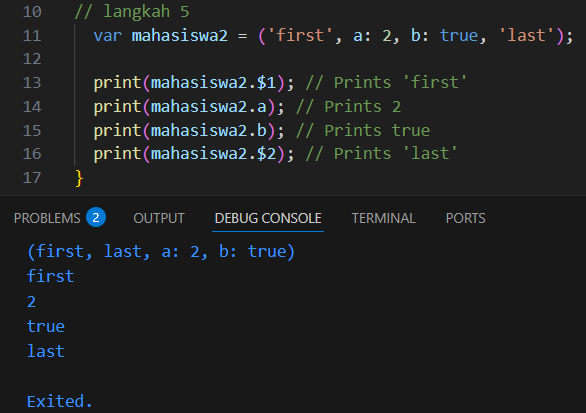 10 // langkah 5
11 var mahasiswa2 = ('first', a: 2, b: true, 'last');
12
13 print(mahasiswa2.$1); // Prints 'first'
14 print(mahasiswa2.a); // Prints 2
15 print(mahasiswa2.b); // Prints true
16 print(mahasiswa2.$2); // Prints 'last'
17 }
PROBLEMS 2 OUTPUT DEBUG CONSOLE TERMINAL PORTS
(first, last, a: 2, b: true)
first
2
true
last
Exited.